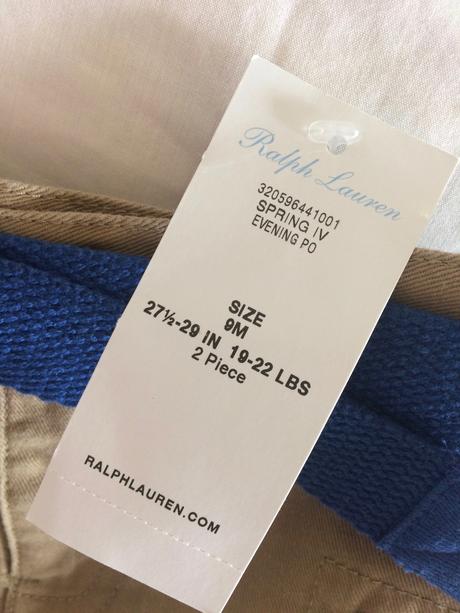 Ralph Lauren
320596441001
SPRING IV
EVENING PO
SIZE
9M
27½-29 IN 19-22 LBS
2 Piece
RALPHLAUREN.COM